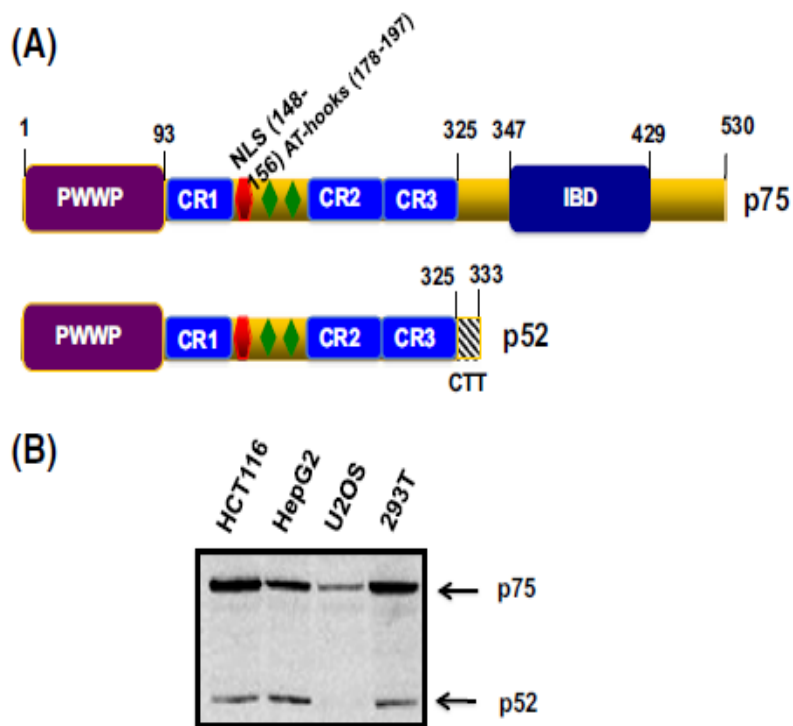 (A)
NLS (148-
156) AT-hooks (178-197)
1 93 325 347 429 530
PWWP CR1 CR2 CR3 IBD p75
325 333
PWWP CR1 CR2 CR3 p52
CTT
(B)
HCT116 HepG2 U2OS 293T
p75
p52